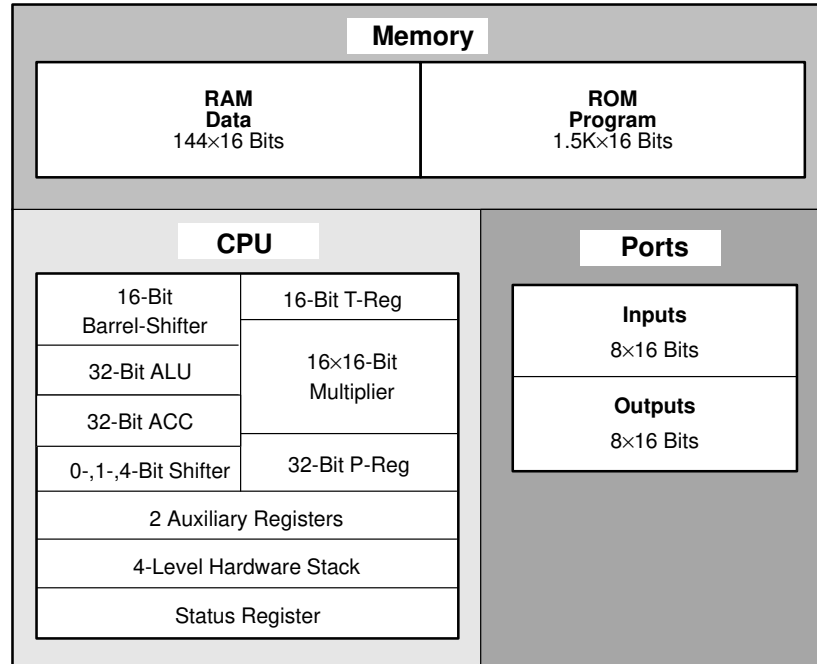 Memory
RAM
Data
144×16 Bits
ROM
Program
1.5K×16 Bits
CPU
16-Bit
Barrel-Shifter
32-Bit ALU
32-Bit ACC
0-,1-,4-Bit Shifter
16-Bit T-Reg
16×16-Bit
Multiplier
32-Bit P-Reg
2 Auxiliary Registers
4-Level Hardware Stack
Status Register
Ports
Inputs
8×16 Bits
Outputs
8×16 Bits